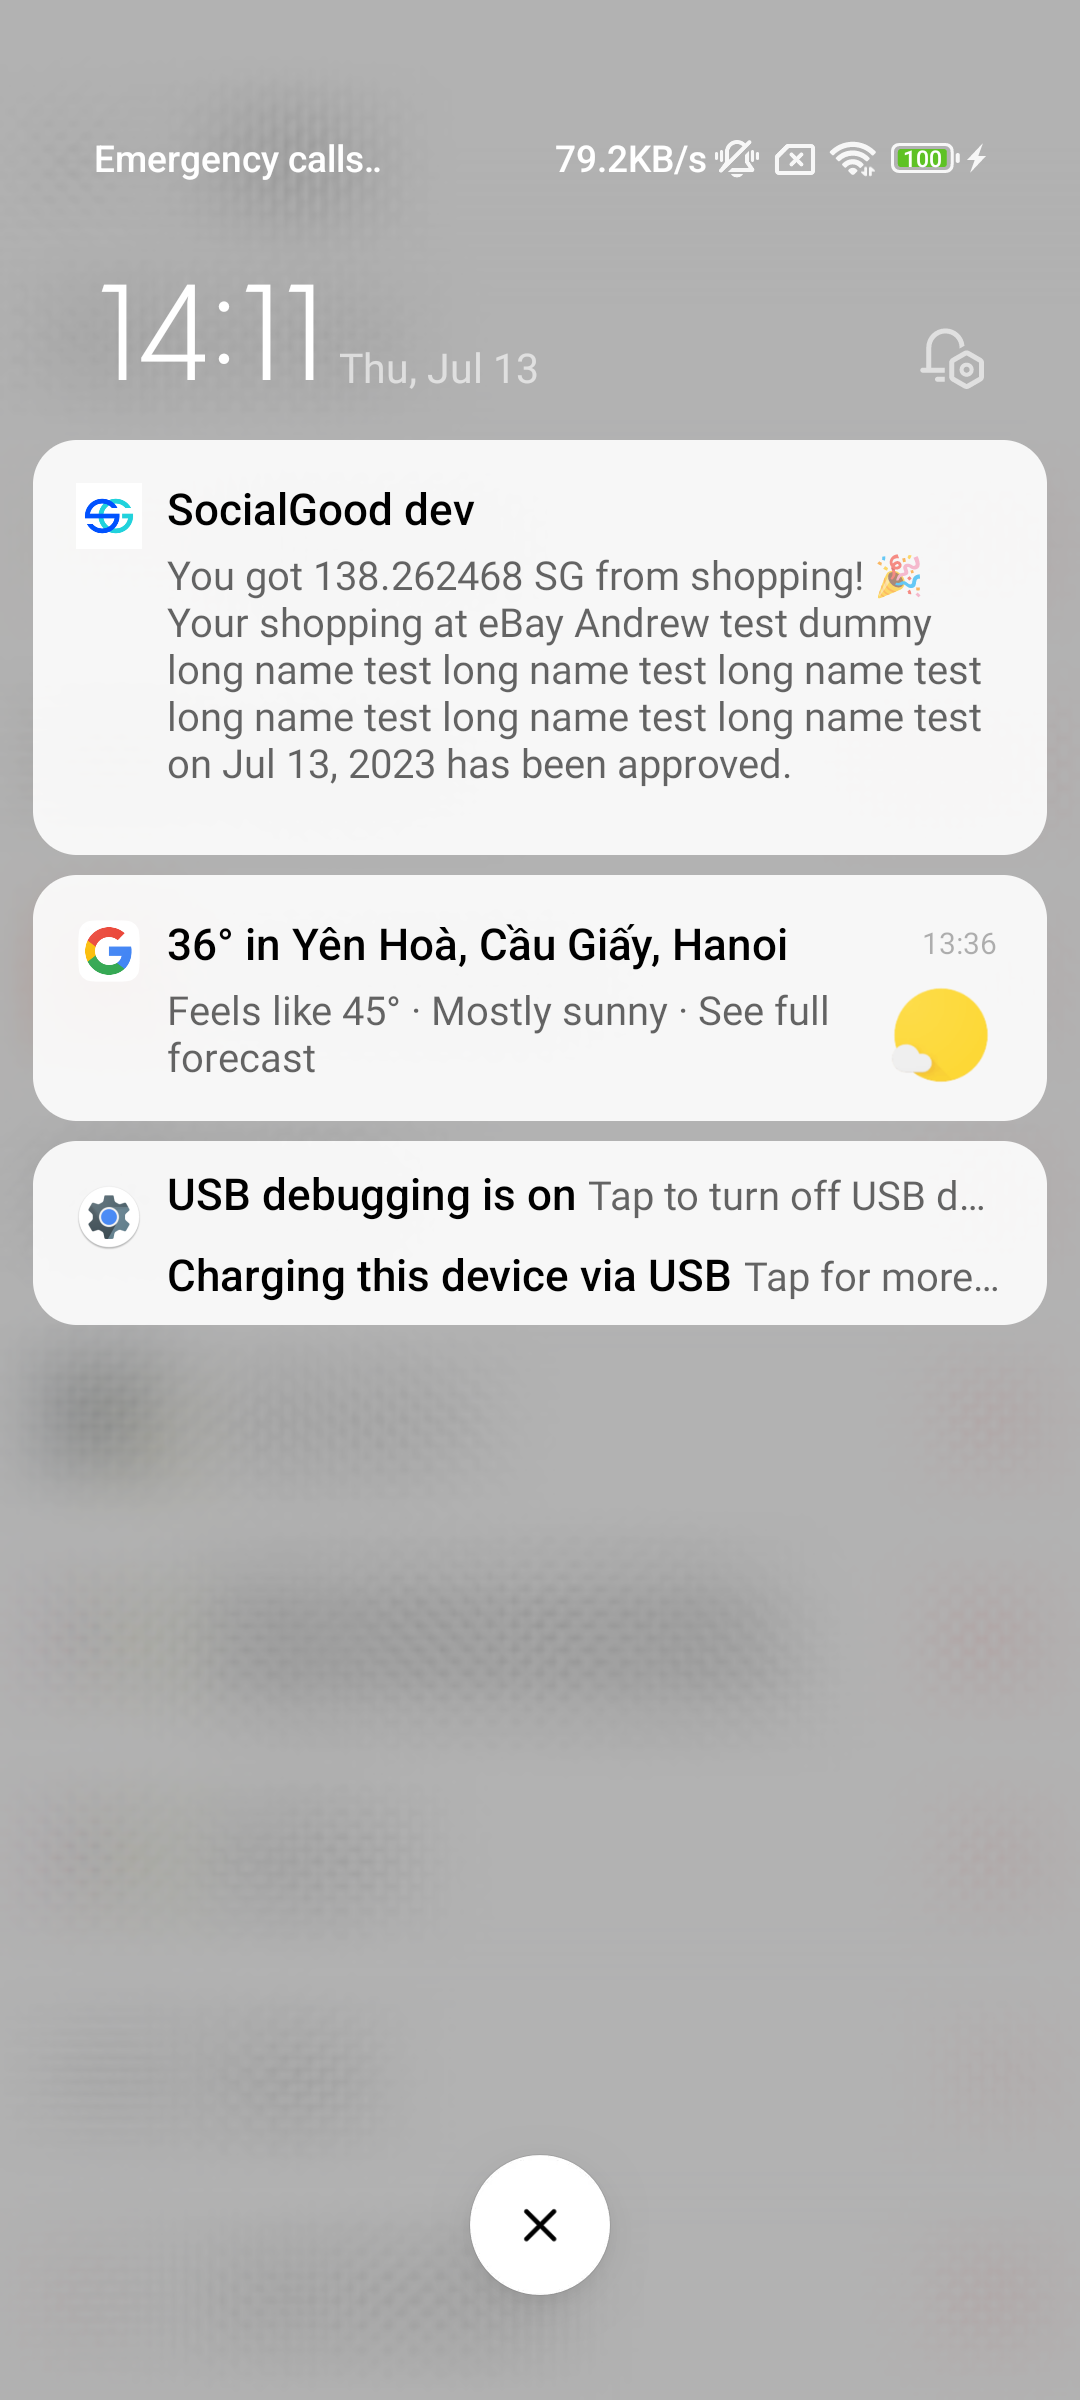 Emergency calls..
79.2KB/s
100
14:11 Thu, Jul 13
SocialGood dev
You got 138.262468 SG from shopping! 🎉
Your shopping at eBay Andrew test dummy
long name test long name test long name test
long name test long name test long name test
on Jul 13, 2023 has been approved.
36° in Yên Hoà, Cầu Giấy, Hanoi
13:36
Feels like 45° · Mostly sunny · See full
forecast
USB debugging is on Tap to turn off USB d...
Charging this device via USB Tap for more...